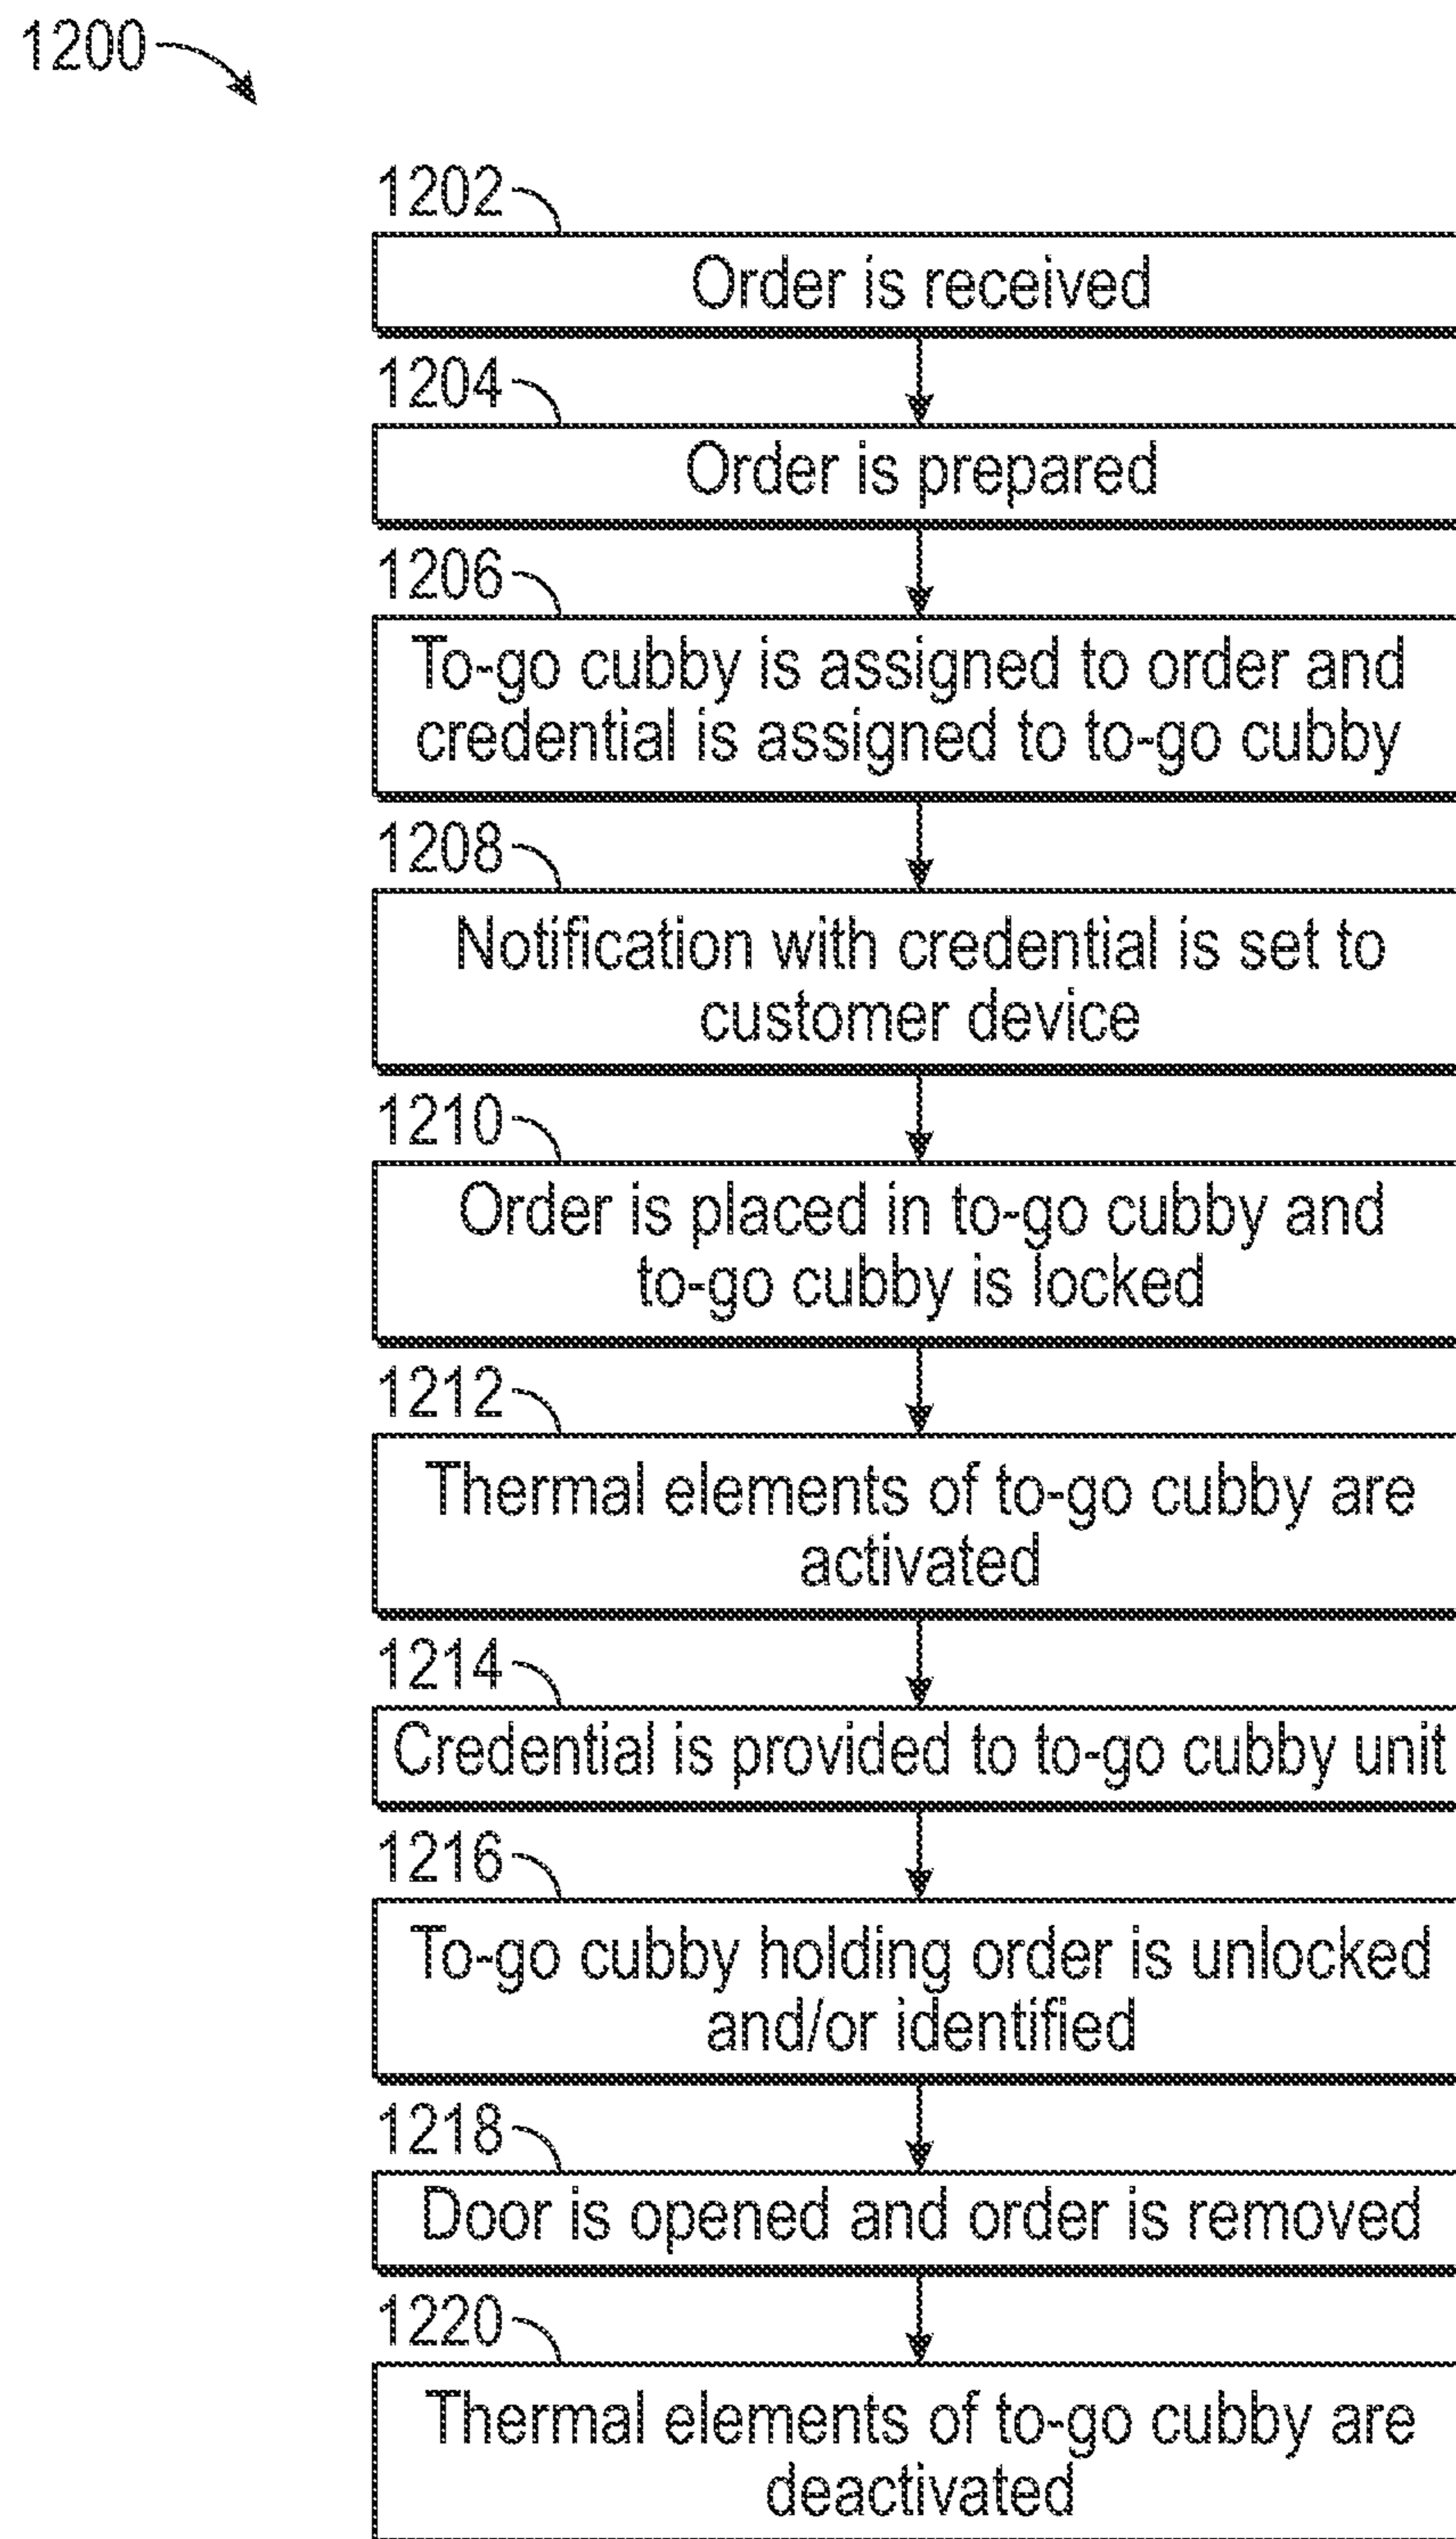 1200
1202
Order is received
1204
Order is prepared
1206
To-go cubby is assigned to order and
credential is assigned to to-go cubby
1208
Notification with credential is set to
customer device
1210
Order is placed in to-go cubby and
to-go cubby is locked
1212
Thermal elements of to-go cubby are
activated
1214
Credential is provided to to-go cubby unit
1216
To-go cubby holding order is unlocked
and/or identified
1218
Door is opened and order is removed
1220
Thermal elements of to-go cubby are
deactivated